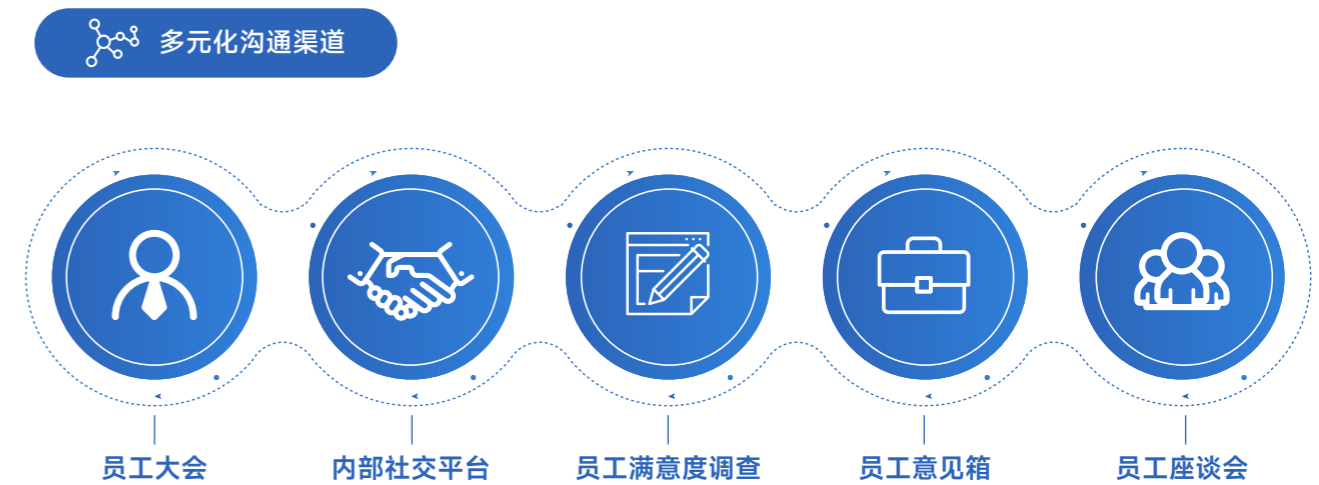 多元化沟通渠道
员工大会
内部社交平台
员工满意度调查
员工意见箱
员工座谈会